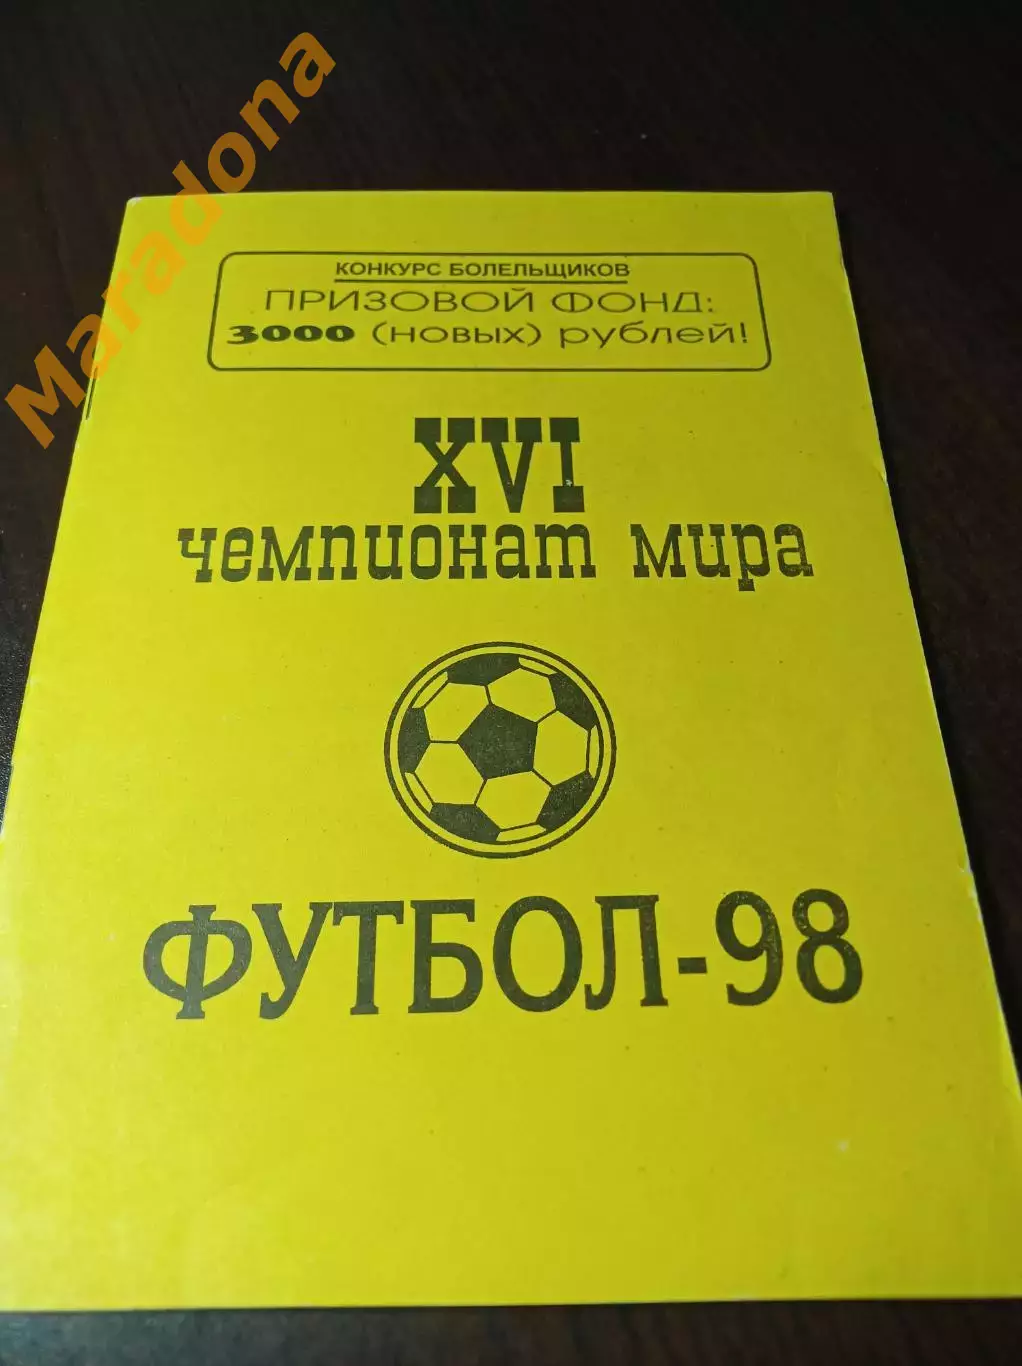 Maradona
КОНКУРС БОЛЕЛЬЩИКОВ
ПРИЗОВОЙ ФОНД:
3000 (новых) рублей!
XVI
чемпионат мира
ФУТБОЛ-98